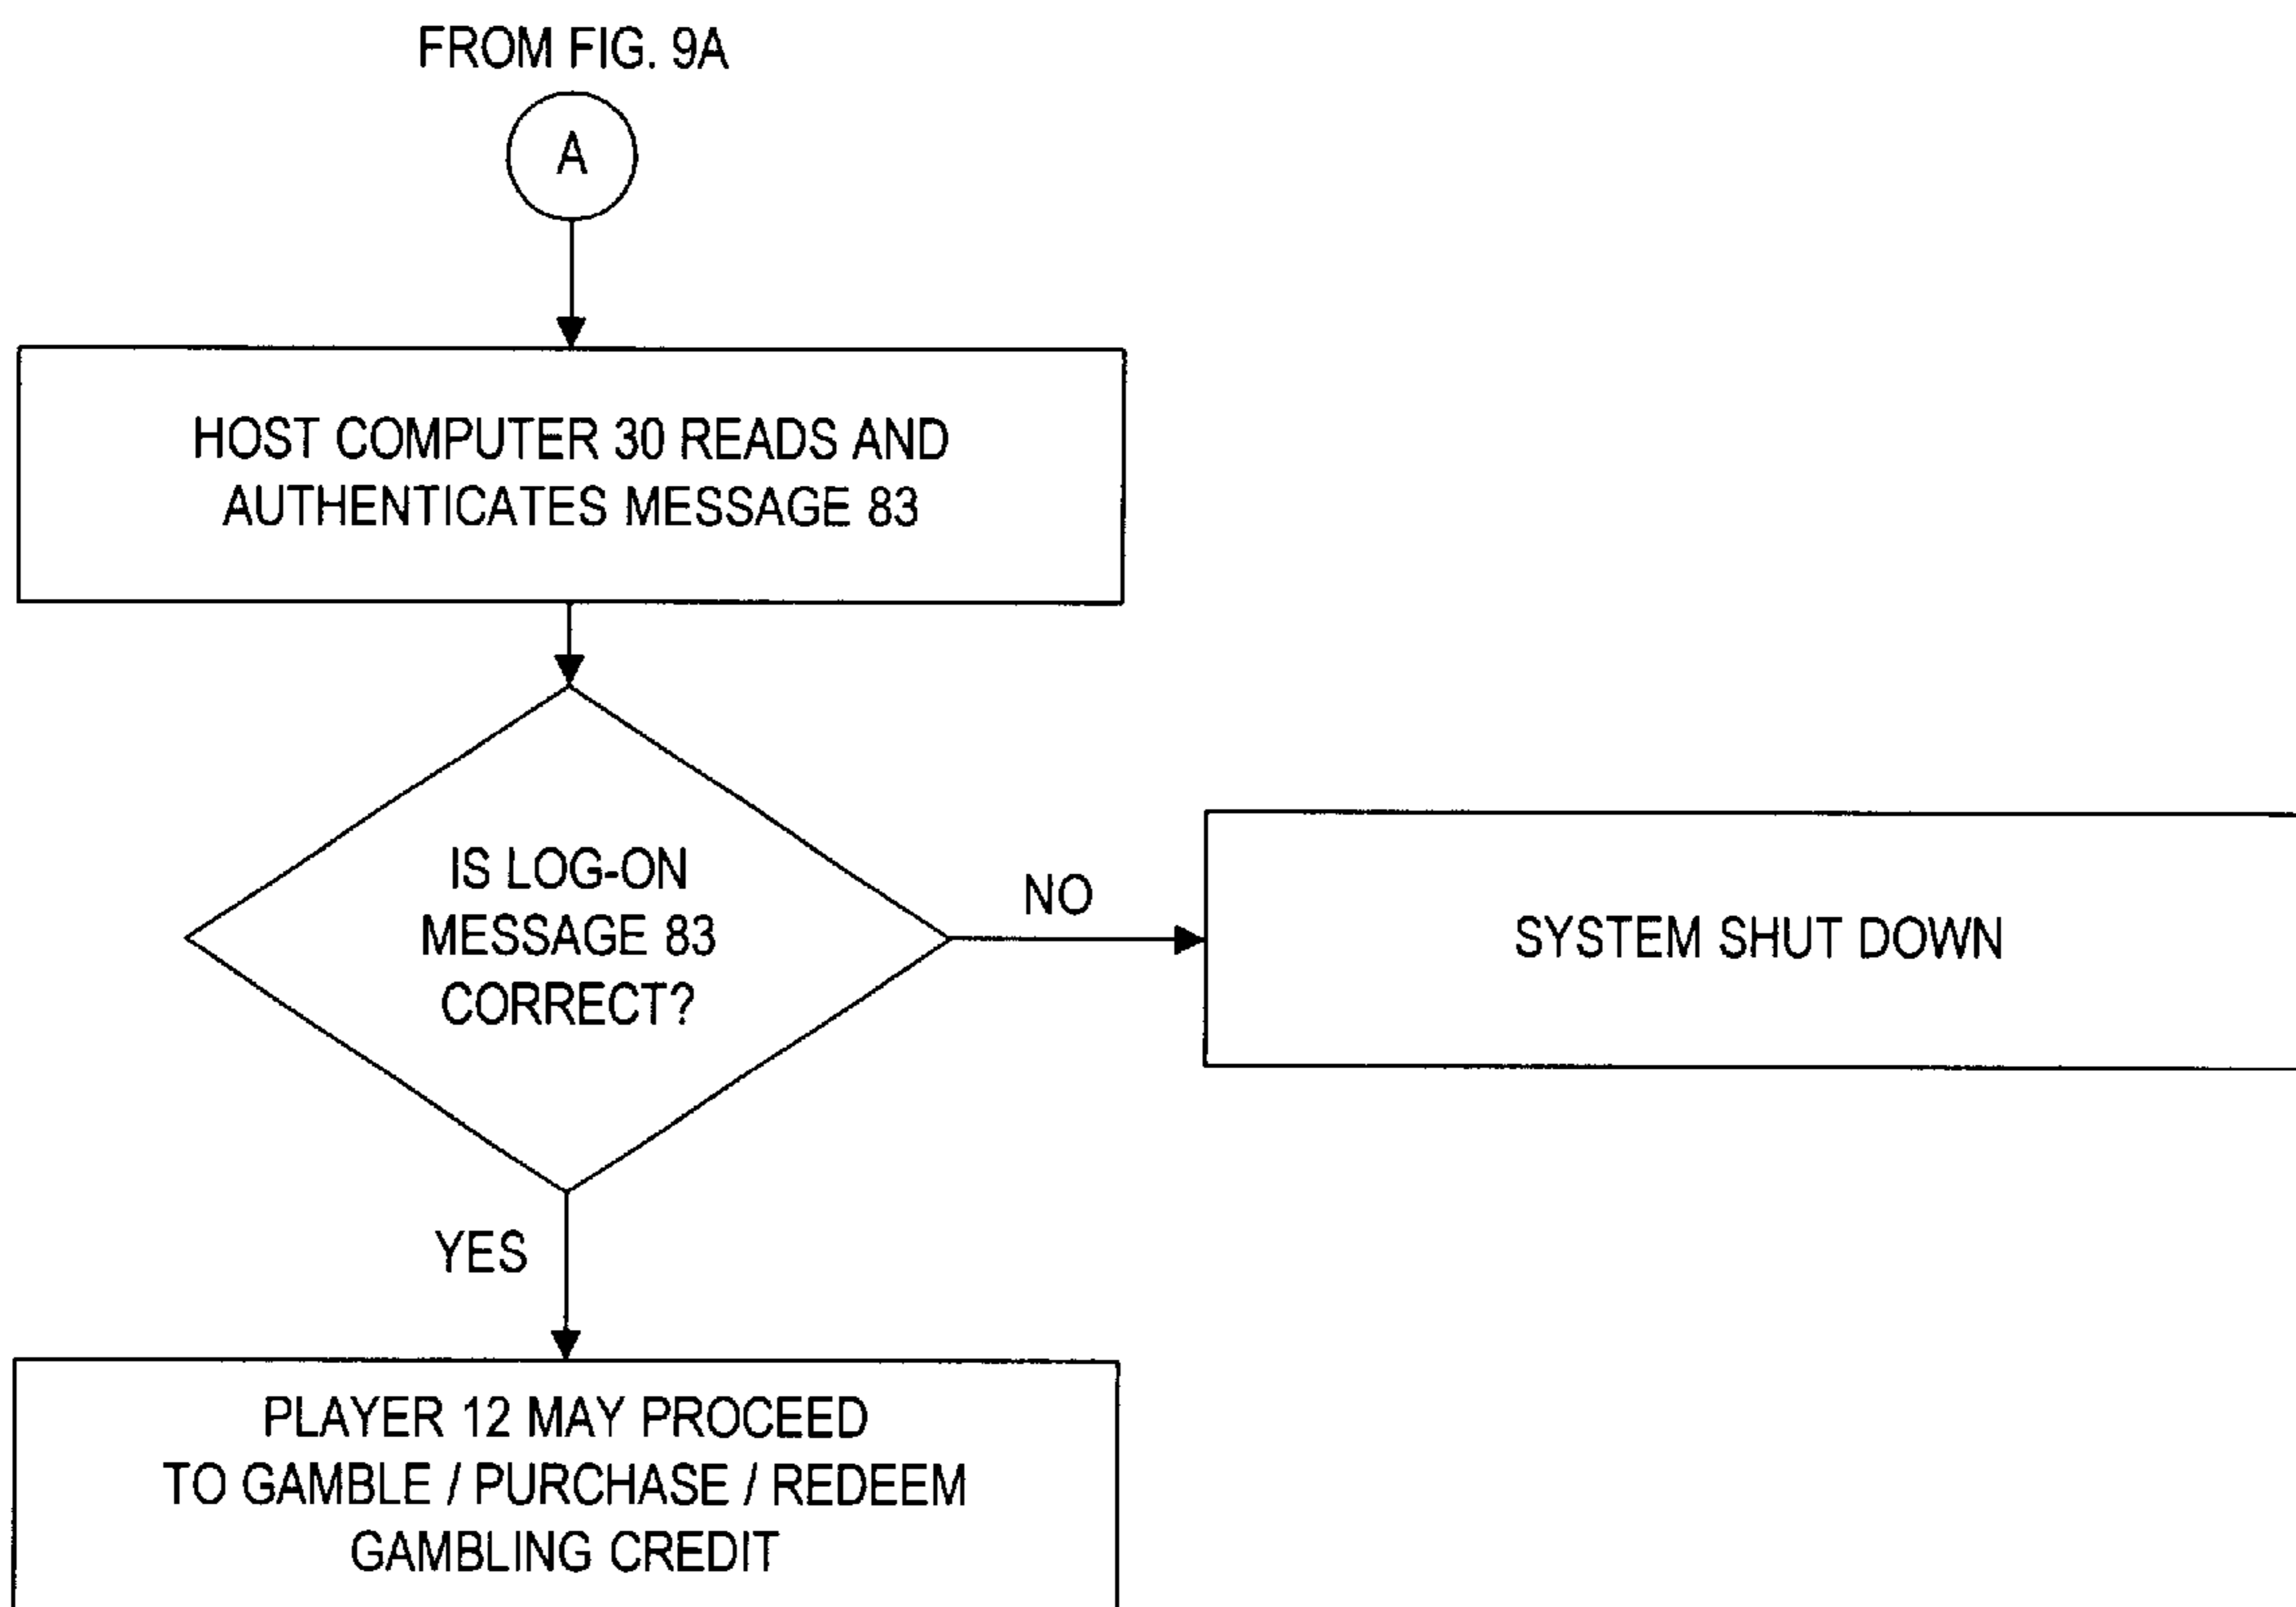 FROM FIG. 9A
A
HOST COMPUTER 30 READS AND
AUTHENTICATES MESSAGE 83
IS LOG-ON
MESSAGE 83
CORRECT?
NO
SYSTEM SHUT DOWN
YES
PLAYER 12 MAY PROCEED
TO GAMBLE / PURCHASE / REDEEM
GAMBLING CREDIT